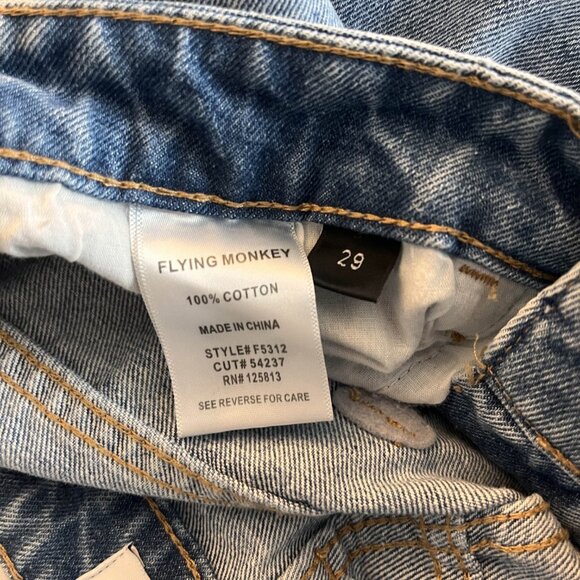 FLYING MONKEY
100% COTTON
MADE IN CHINA
STYLE# F5312
CUT# 54237
RN# 125813
SEE REVERSE FOR CARE
29